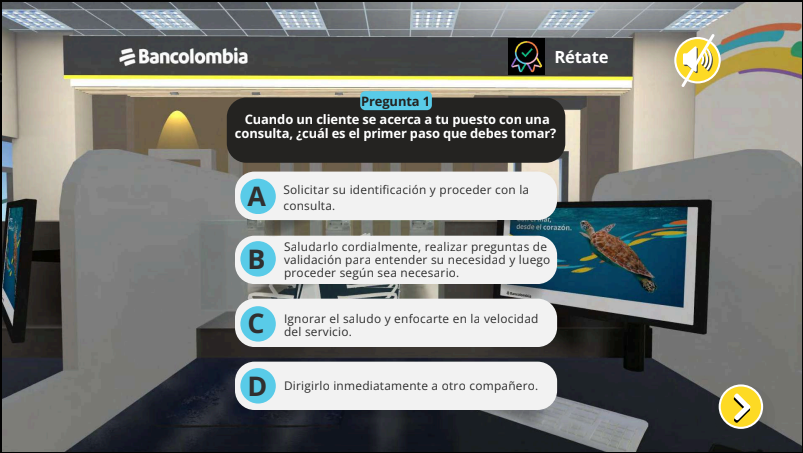 Bancolombia
Rétate
Pregunta 1
Cuando un cliente se acerca a tu puesto con una
consulta, ¿cuál es el primer paso que debes tomar?
A
Solicitar su identificación y proceder con la
consulta.
B
Saludarlo cordialmente, realizar preguntas de
validación para entender su necesidad y luego
proceder según sea necesario.
desde el corazón.
C
Ignorar el saludo y enfocarte en la velocidad
del servicio.
Bancolombia
D
Dirigirlo inmediatamente a otro compañero.